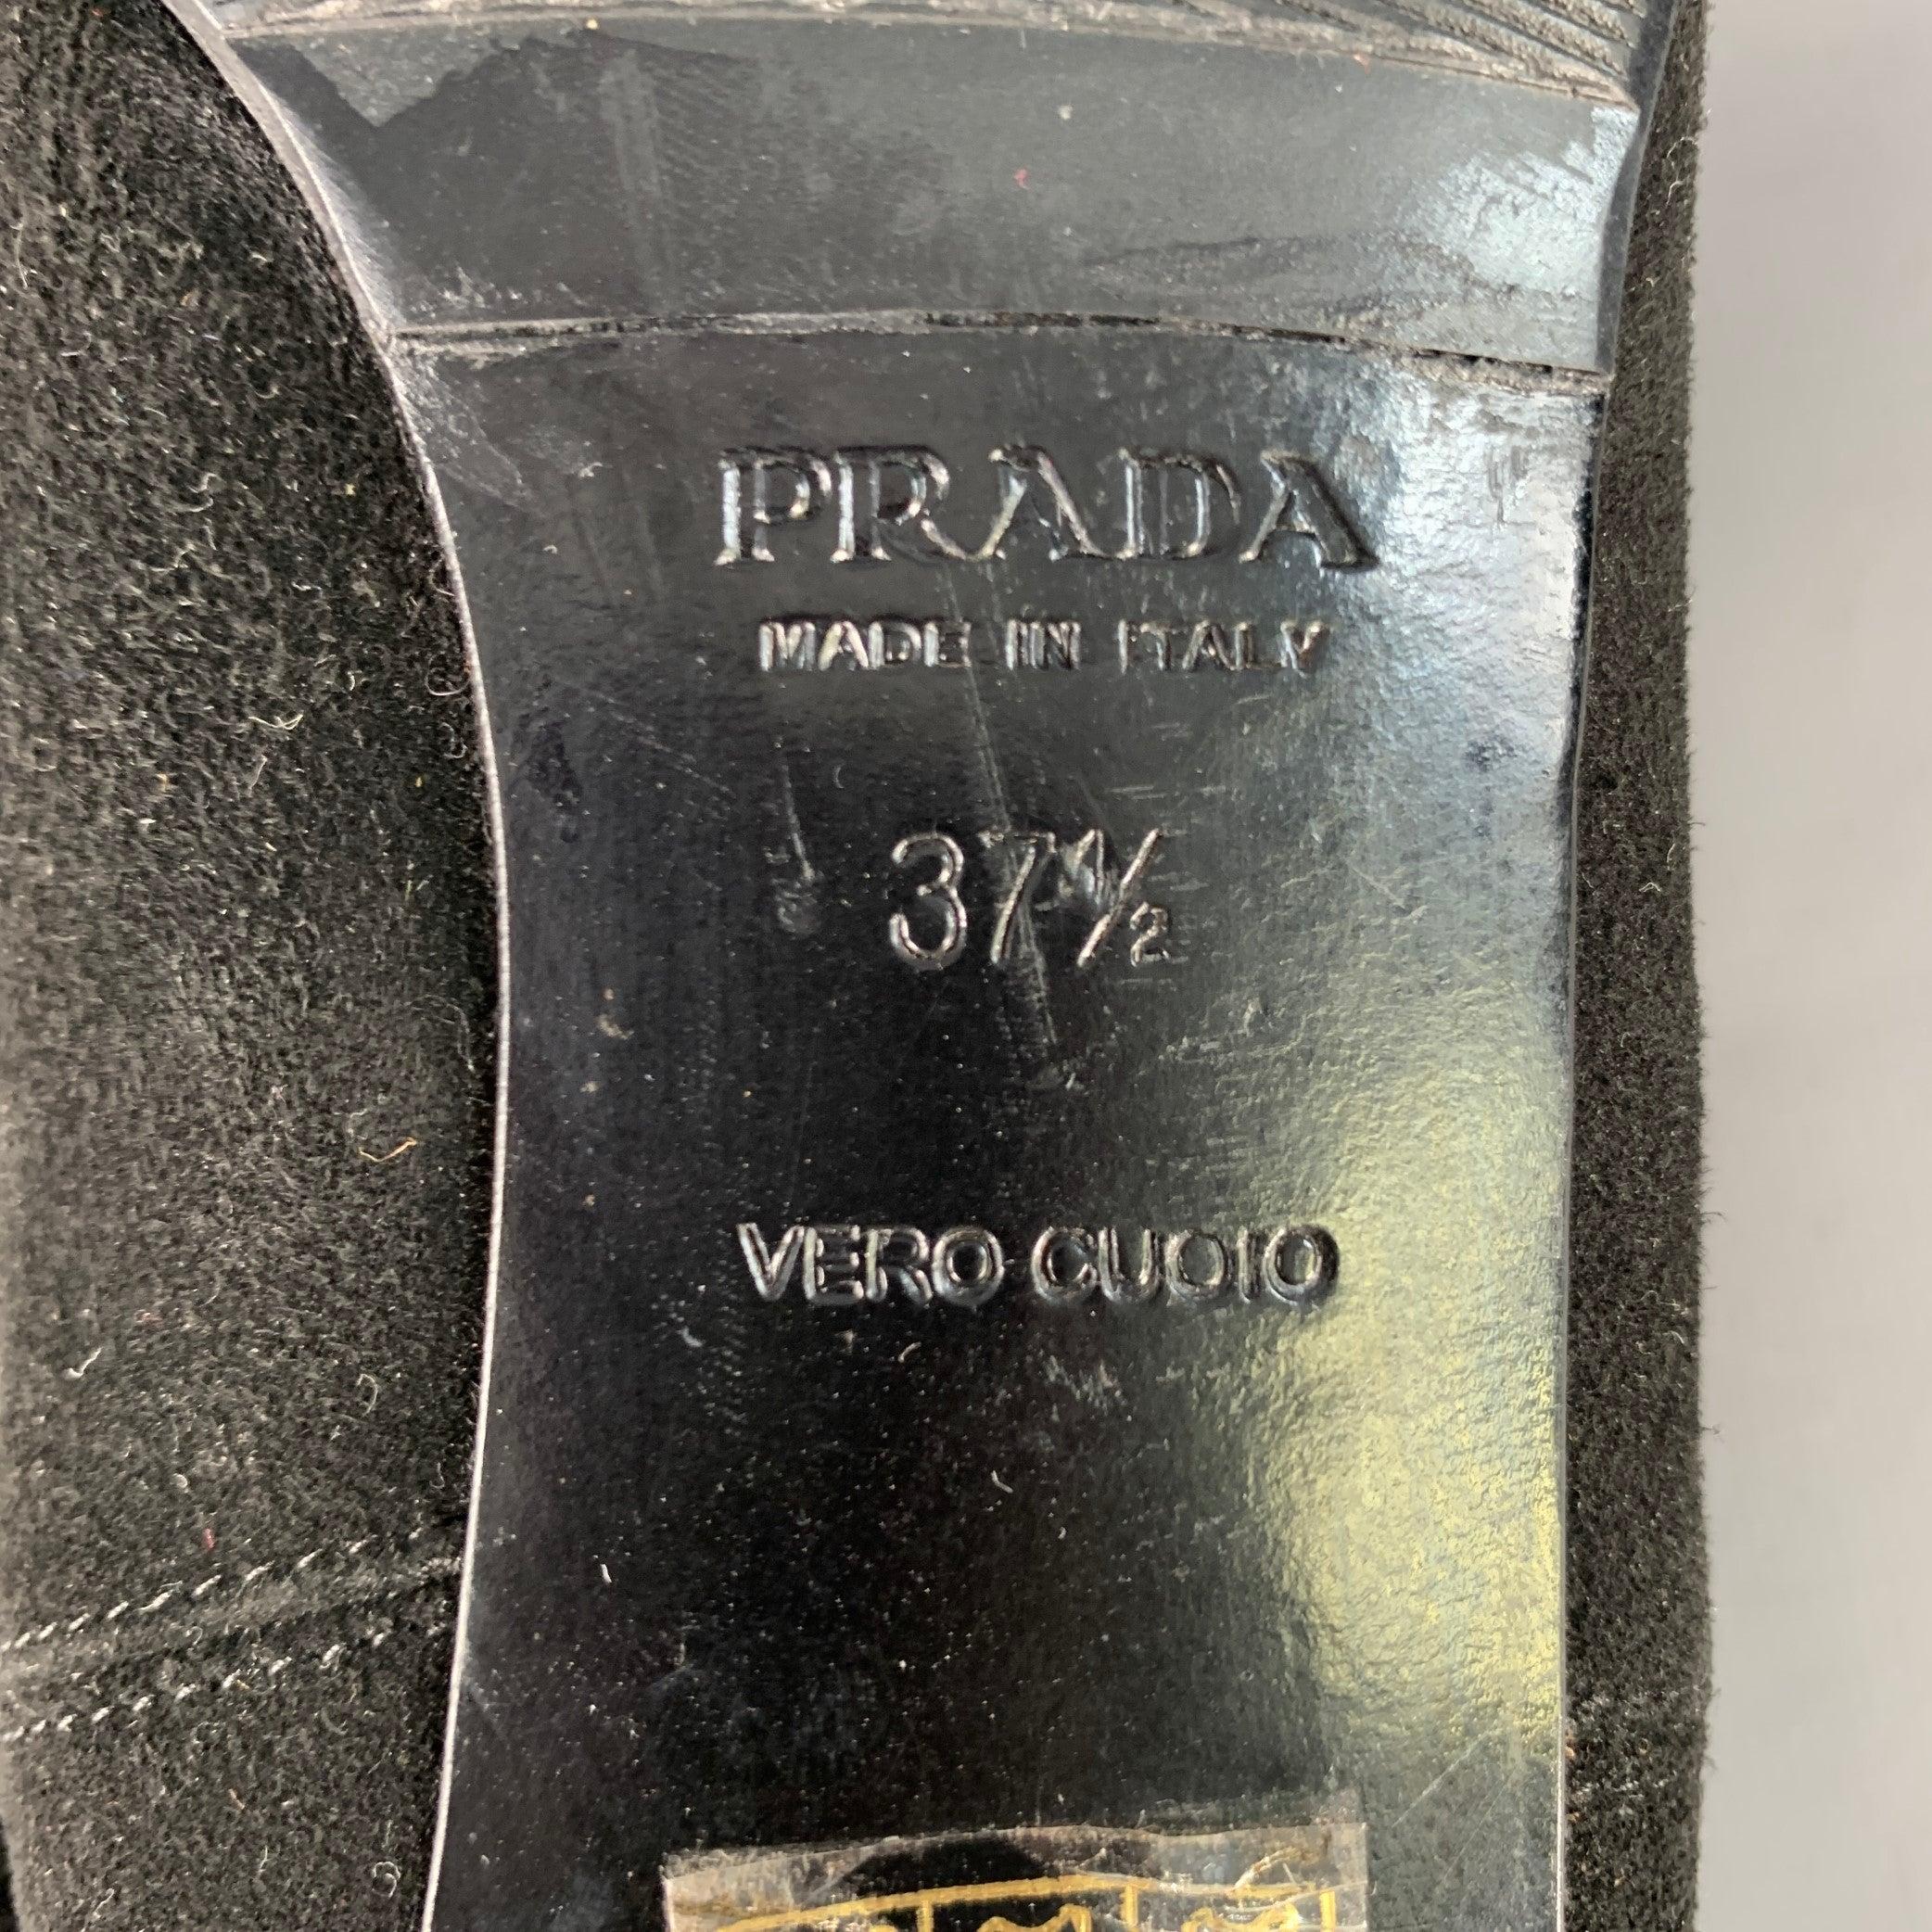 PRADA
MADE IN ITALY
37½
VERO CUOIO